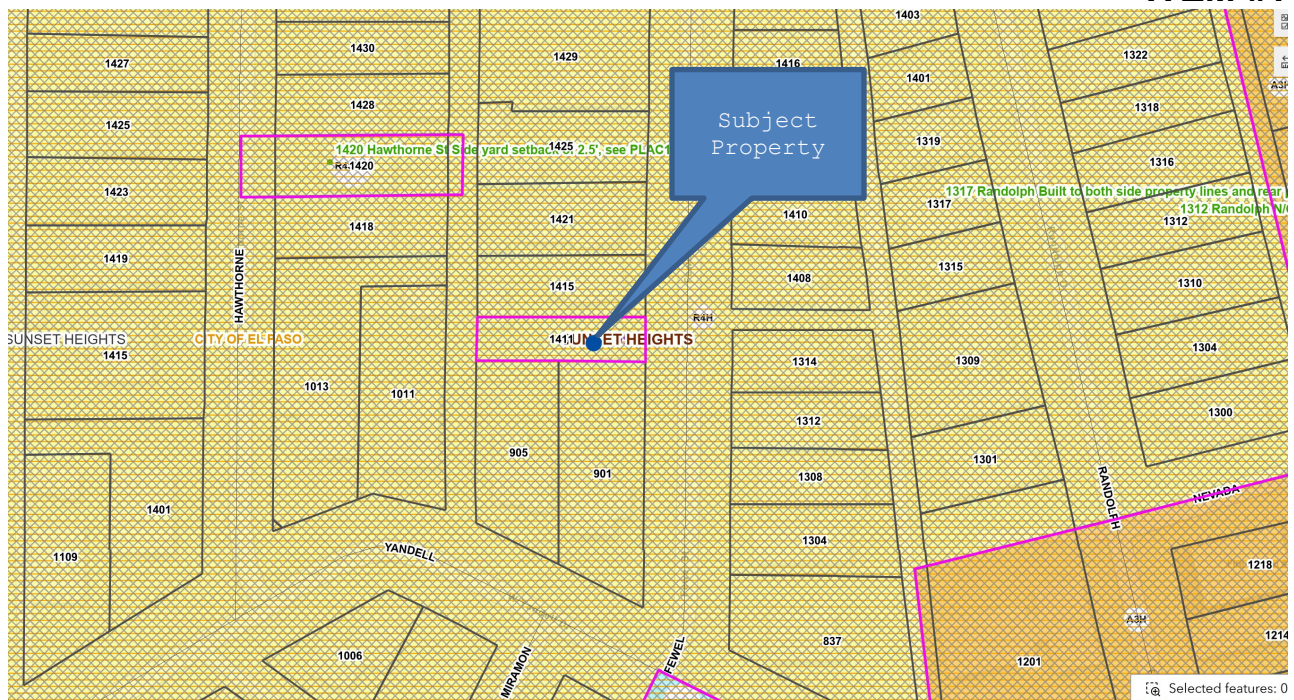 1403
1430
1427
1429
1416
1322
1401
A3H
1428
1318
1425
Subject
Property
1319
1425
1420 Hawthorne St Side yard setback of 2.5', see PLAC1
1420
1316
1423
1317 Randolph Built to both side property lines and rear
1317
1312 Randolph N/
1421
1410
1312
1418
1419
1315
1408
1310
1415
HAWTHORNE
R4H
SUNSET HEIGHTS
CITY OF EL PASO
1411
SUNSET HEIGHTS
1304
1415
1314
1309
1013
1011
1300
1312
905
1301
901
1308
RANDOLPH
NEVADA
1401
1304
YANDELL
1109
1218
A3H
1214
837
1006
FEWEL
MIRAMON
1201
Selected features: 0